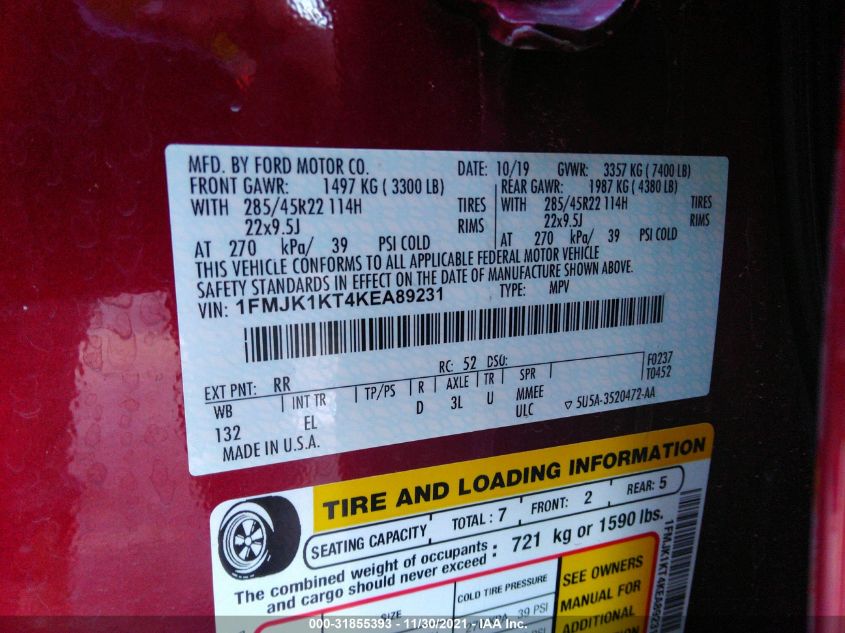 MFD. BY FORD MOTOR CO. DATE: 10/19 GVWR: 3357 KG ( 7400 LB)
FRONT GAWR: 1497 KG ( 3300 LB) REAR GAWR: 1987 KG ( 4380 LB)
WITH 285/45R22 114H TIRES WITH 285/45R22 114H TIRES
22x9.5J RIMS 22x9.5J RIMS
AT 270 kPa/ 39 PSI COLD AT 270 kPa/ 39 PSI COLD
THIS VEHICLE CONFORMS TO ALL APPLICABLE FEDERAL MOTOR VEHICLE
SAFETY STANDARDS IN EFFECT ON THE DATE OF MANUFACTURE SHOWN ABOVE.
VIN: 1FMJK1KT4KEA89231 TYPE: MPV
EXT PNT: RR RC: 52 DSO: F0237
WB INT TR TP/PS R AXLE TR SPR T0452
132 EL D 3L U MMEE
ULC ▽ 5U5A-3520472-AA
MADE IN U.S.A.
TIRE AND LOADING INFORMATION
SEATING CAPACITY TOTAL : 7 FRONT: 2 REAR: 5
The combined weight of occupants : 721 kg or 1590 lbs.
and cargo should never exceed
SIZE COLD TIRE PRESSURE
39 PSI
SEE OWNERS
MANUAL FOR
ADDITIONAL
1FMJK1KT4KEA89231
000-31855393 - 11/30/2021 - IAA Inc.